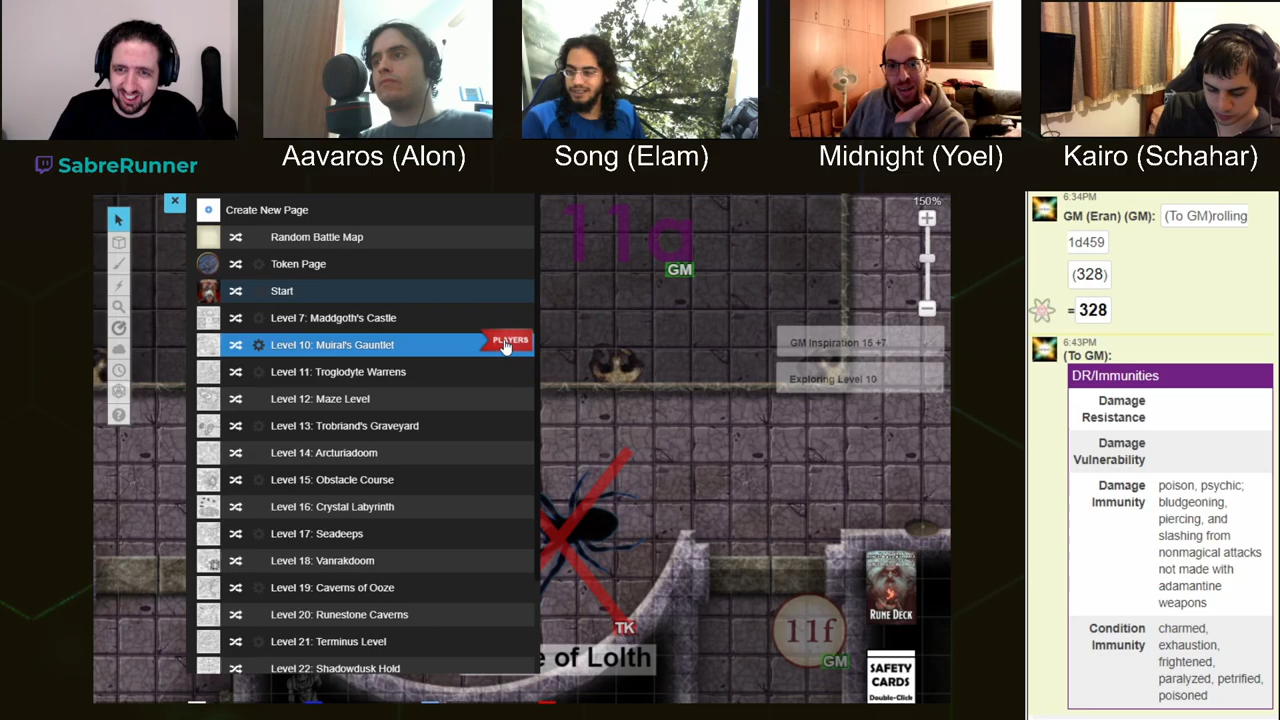 SabreRunner
Aavaros (Alon)
Song (Elam)
Midnight (Yoel)
Kairo (Schahar)
Create New Page
Random Battle Map
Token Page
Start
Level 7: Maddgoth's Castle
Level 10: Muiral's Gauntlet
PLAYERS
Level 11: Troglodyte Warrens
Level 12: Maze Level
Level 13: Trobriand's Graveyard
Level 14: Arcturiadoom
Level 15: Obstacle Course
Level 16: Crystal Labyrinth
Level 17: Seadeeps
Level 18: Vanrakdoom
Level 19: Caverns of Ooze
Level 20: Runestone Caverns
Level 21: Terminus Level
Level 22: Shadowdusk Hold
11a
GM
150%
GM Inspiration 15 +7
Exploring Level 10
TK
e of Lolth
11f
GM
RUNE DECK
SAFETY
CARDS
Double-Click
6:34PM
GM (Eran) (GM): (To GM)rolling
1d459
(328)
= 328
6:43PM
(To GM):
DR/Immunities
Damage
Resistance
Damage
Vulnerability
Damage
Immunity
poison, psychic;
bludgeoning,
piercing, and
slashing from
nonmagical attacks
not made with
adamantine
weapons
Condition
Immunity
charmed,
exhaustion,
frightened,
paralyzed, petrified,
poisoned